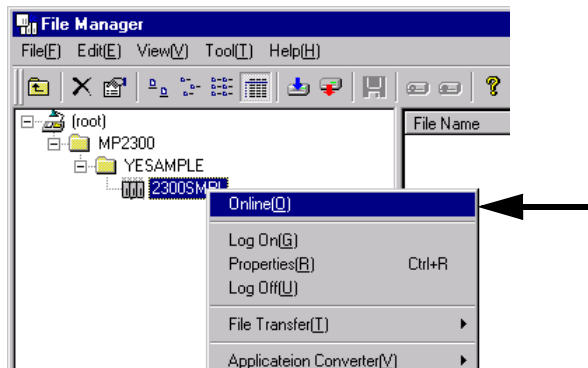 File Manager
File(F) Edit(E) View(V) Tool(T) Help(H)
(root)
MP2300
YESAMPLE
2300SMPL
File Name
Online(O)
Log On(G)
Properties(R) Ctrl+R
Log Off(U)
File Transfer(T)
Applicateion Converter(V)